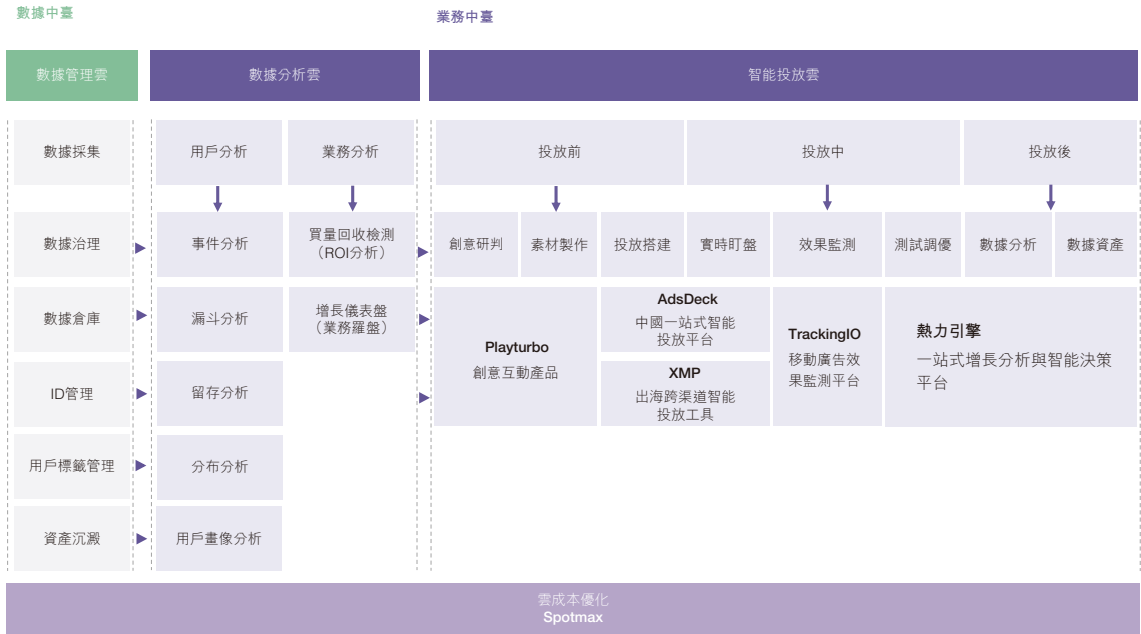 數據中臺
業務中臺
數據管理雲
數據分析雲
智能投放雲
數據採集
用戶分析
業務分析
投放前
投放中
投放後
數據治理
事件分析
買量回收檢測
（ROI分析）
創意研判
素材製作
投放搭建
實時盯盤
效果監測
測試調優
數據分析
數據資產
數據倉庫
漏斗分析
增長儀表盤
（業務羅盤）
Playturbo
創意互動產品
AdsDeck
中國一站式智能
投放平台
XMP
出海跨渠道智能
投放工具
TrackingIO
移動廣告效
果監測平台
熱力引擎
一站式增長分析與智能決策
平台
ID管理
留存分析
用戶標籤管理
分布分析
資產沉澱
用戶畫像分析
雲成本優化
Spotmax